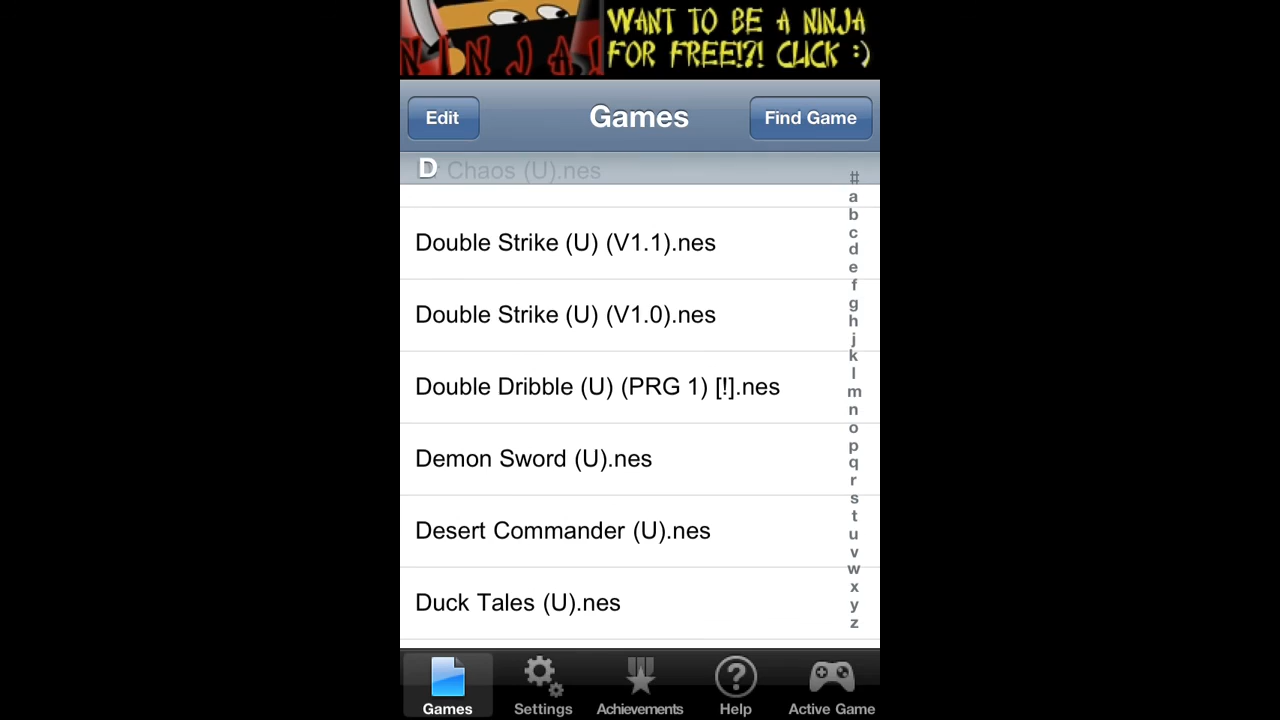 NINJA!
WANT TO BE A NINJA
FOR FREE!?! CLICK :)
Edit
Games
Find Game
D
Chaos (U).nes
Double Strike (U) (V1.1).nes
Double Strike (U) (V1.0).nes
Double Dribble (U) (PRG 1) [!].nes
Demon Sword (U).nes
Desert Commander (U).nes
Duck Tales (U).nes
#
a
b
c
d
e
f
g
h
j
k
l
m
n
o
p
q
r
s
t
u
v
w
x
y
z
Games
Settings
Achievements
Help
Active Game